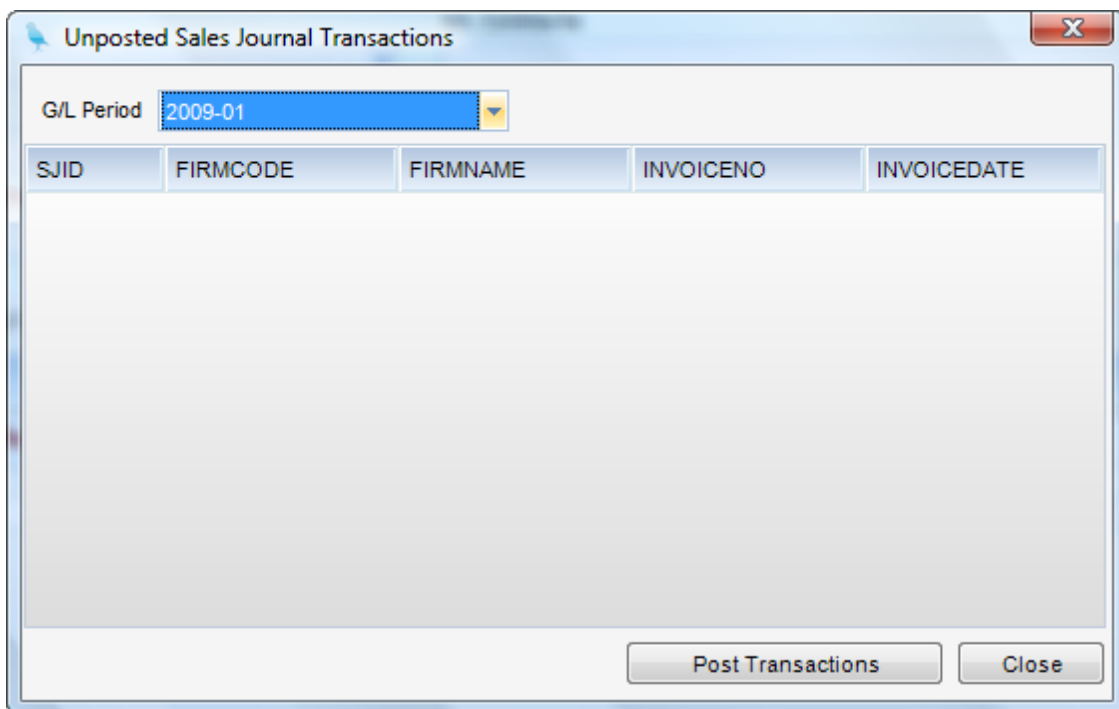 Unposted Sales Journal Transactions
G/L Period 2009-01
SJID FIRMCODE FIRMNAME INVOICENO INVOICEDATE
Post Transactions Close